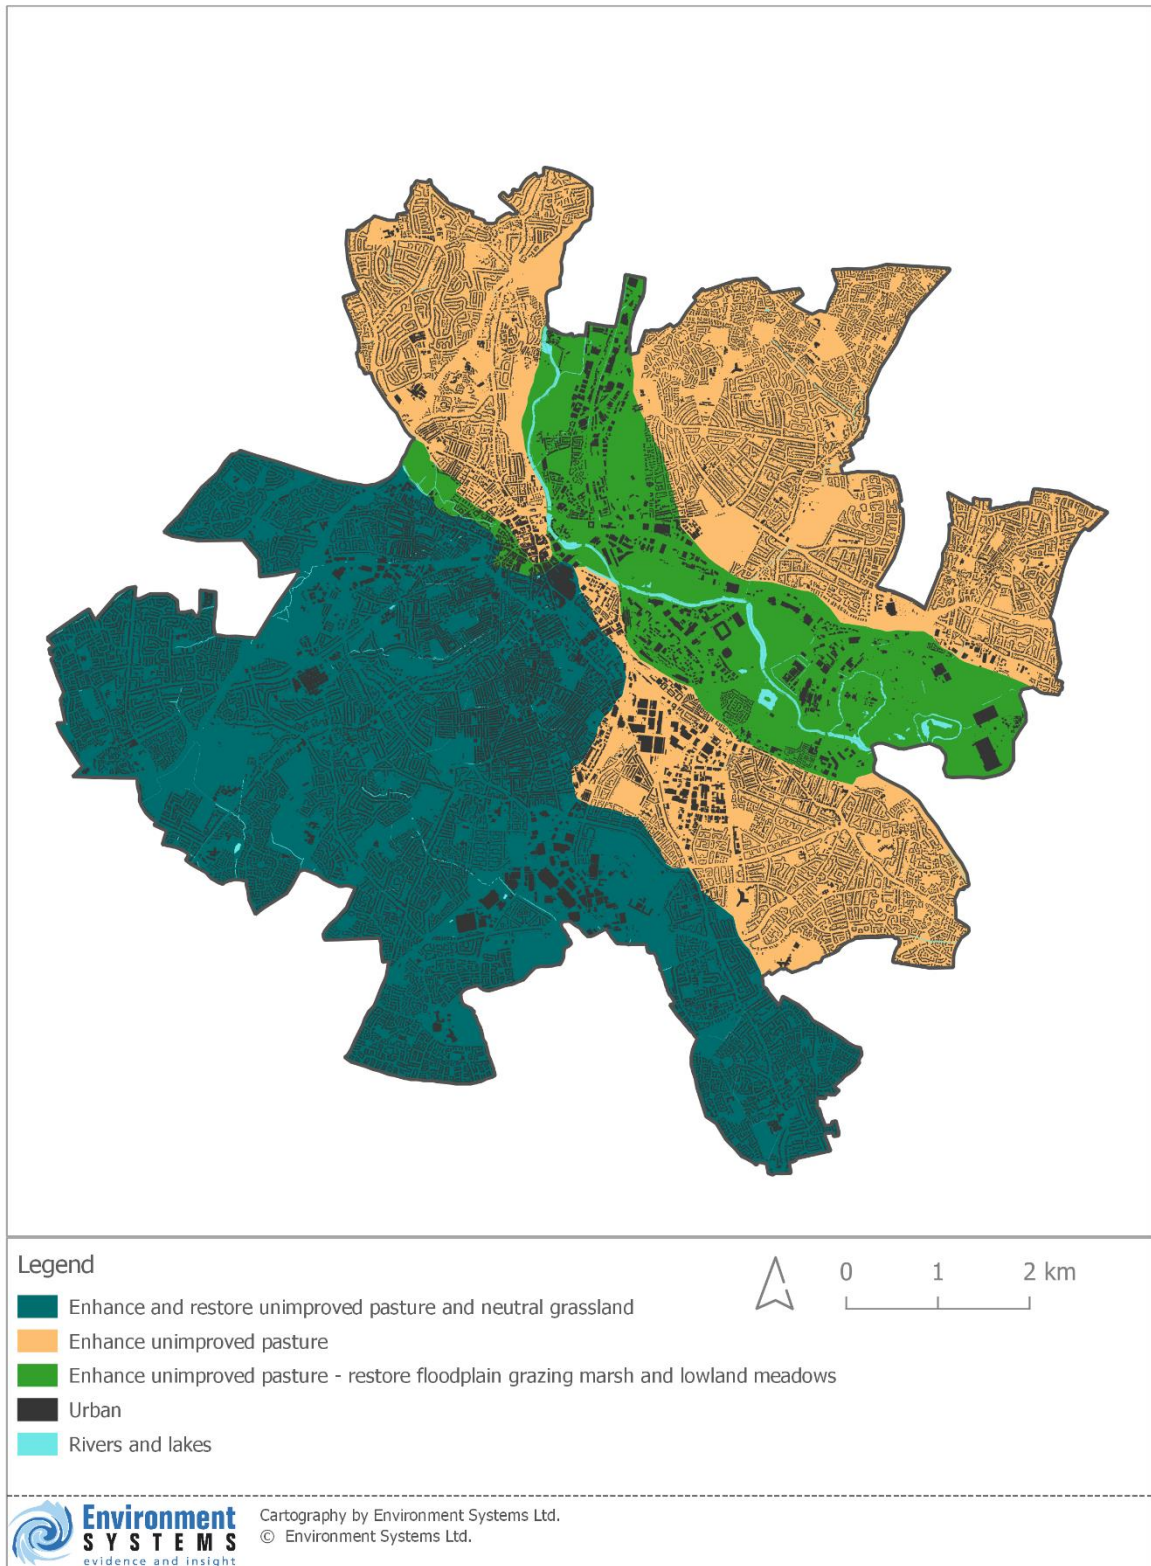 Legend
Enhance and restore unimproved pasture and neutral grassland
Enhance unimproved pasture
Enhance unimproved pasture - restore floodplain grazing marsh and lowland meadows
Urban
Rivers and lakes
0 1 2 km
Environment
SYSTEMS
evidence and insight
Cartography by Environment Systems Ltd.
© Environment Systems Ltd.